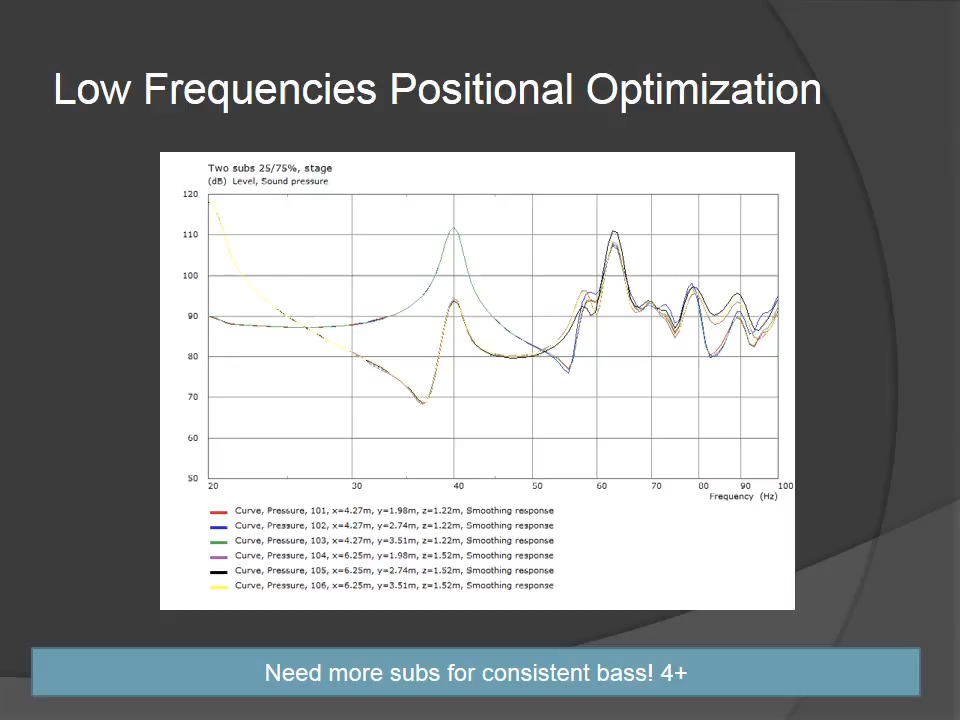 Low Frequencies Positional Optimization
Two subs 25/75%, stage
(dB) Level, Sound pressure
120
110
100
90
80
70
60
50
20 30 40 50 60 70 80 90 100
Frequency (Hz)
Curve, Pressure, 101, x=4.27m, y=1.98m, z=1.22m, Smoothing response
Curve, Pressure, 102, x=4.27m, y=2.74m, z=1.22m, Smoothing response
Curve, Pressure, 103, x=4.27m, y=3.51m, z=1.22m, Smoothing response
Curve, Pressure, 104, x=6.25m, y=1.98m, z=1.52m, Smoothing response
Curve, Pressure, 105, x=6.25m, y=2.74m, z=1.52m, Smoothing response
Curve, Pressure, 106, x=6.25m, y=3.51m, z=1.52m, Smoothing response
Need more subs for consistent bass! 4+